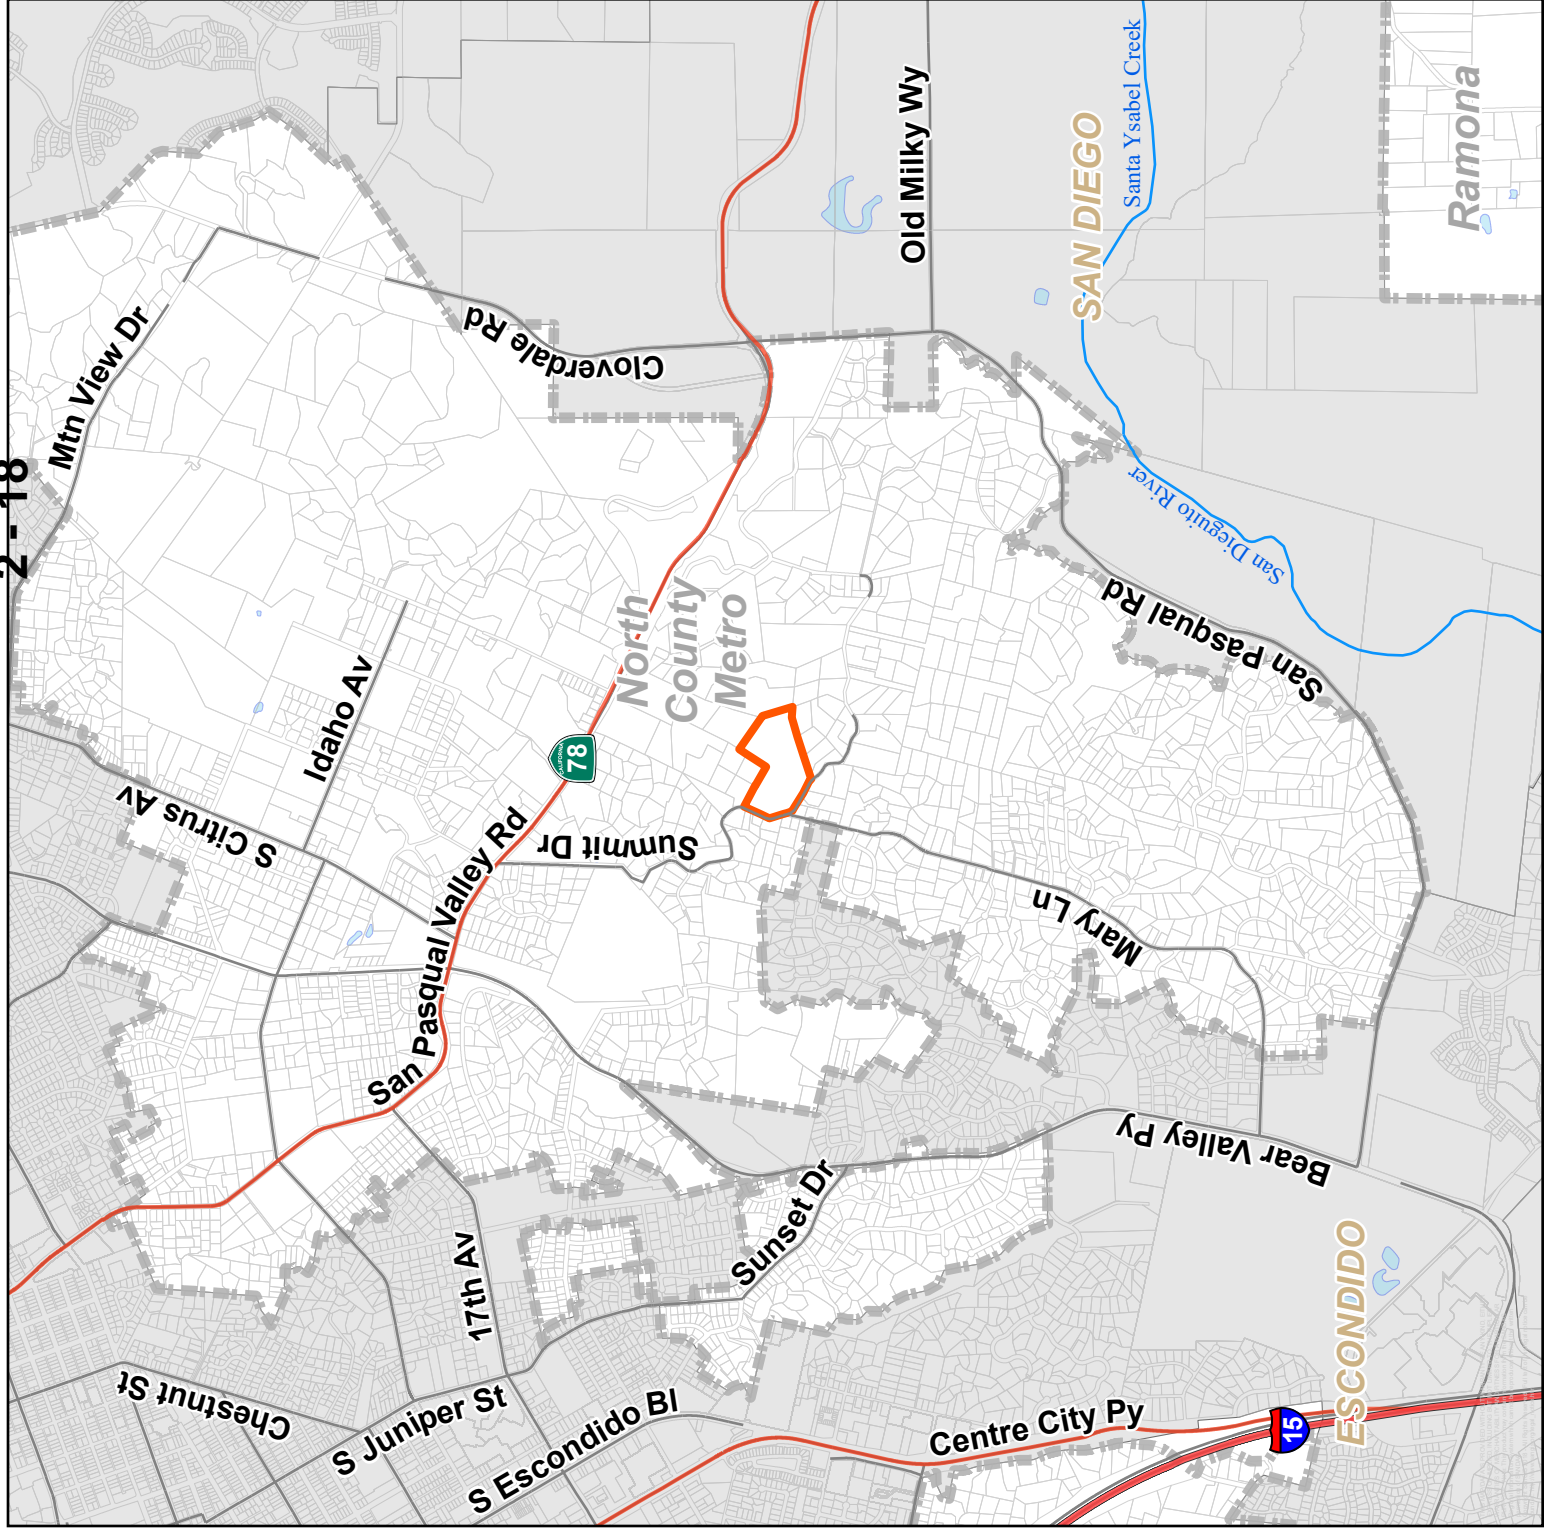 2 - 18
Mtn View Dr
Cloverdale Rd
Old Milky Wy
SAN DIEGO
Santa Ysabel Creek
Ramona
San Dieguito River
San Pasqual Rd
North
County
Metro
Idaho Av
S Citrus Av
CALIFORNIA
78
Summit Dr
San Pasqual Valley Rd
Mary Ln
Bear Valley Py
Sunset Dr
17th Av
Chestnut St
S Juniper St
S Escondido Bl
Centre City Py
15
ESCONDIDO